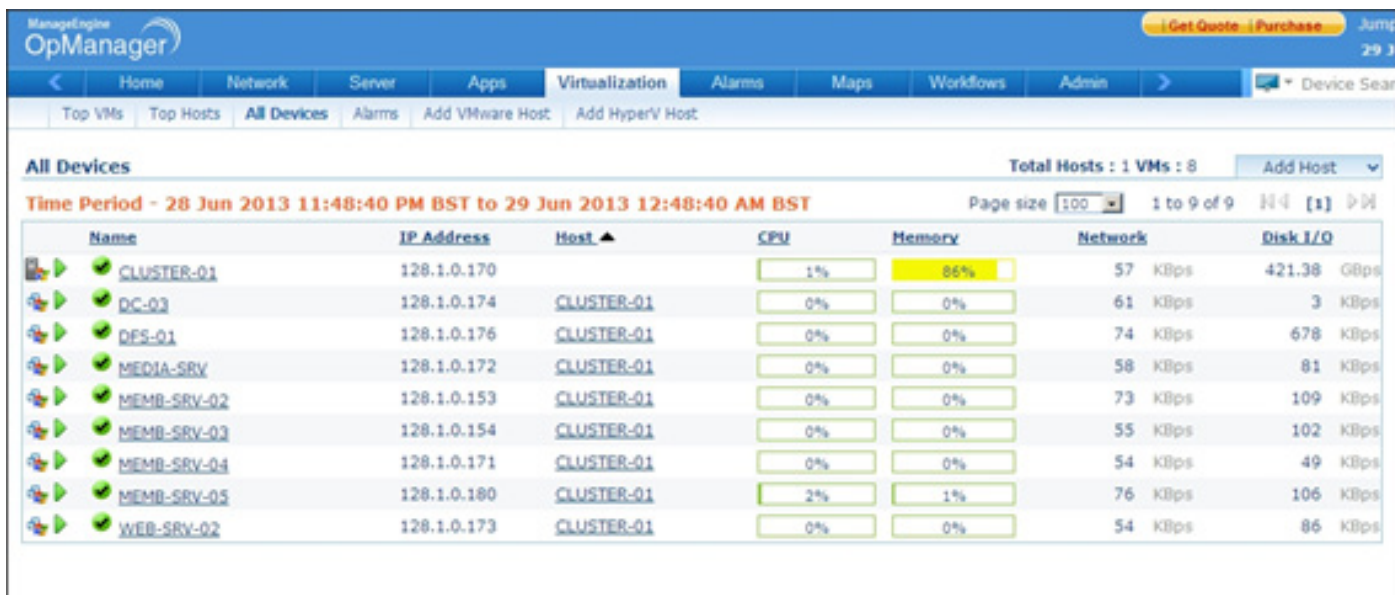 ManageEngine
OpManager
Get Quote | Purchase
Jump
29 J
Home Network Server Apps Virtualization Alarms Maps Workflows Admin
Device Sear
Top VMs Top Hosts All Devices Alarms Add VMware Host Add HyperV Host
All Devices Total Hosts : 1 VMs : 8 Add Host
Time Period - 28 Jun 2013 11:48:40 PM BST to 29 Jun 2013 12:48:40 AM BST Page size 100 1 to 9 of 9 [1]
Name IP Address Host CPU Memory Network Disk I/O
CLUSTER-01 128.1.0.170 1% 86% 57 KBps 421.38 GBps
DC-03 128.1.0.174 CLUSTER-01 0% 0% 61 KBps 3 KBps
DFS-01 128.1.0.176 CLUSTER-01 0% 0% 74 KBps 678 KBps
MEDIA-SRV 128.1.0.172 CLUSTER-01 0% 0% 58 KBps 81 KBps
MEMB-SRV-02 128.1.0.153 CLUSTER-01 0% 0% 73 KBps 109 KBps
MEMB-SRV-03 128.1.0.154 CLUSTER-01 0% 0% 55 KBps 102 KBps
MEMB-SRV-04 128.1.0.171 CLUSTER-01 0% 0% 54 KBps 49 KBps
MEMB-SRV-05 128.1.0.180 CLUSTER-01 2% 1% 76 KBps 106 KBps
WEB-SRV-02 128.1.0.173 CLUSTER-01 0% 0% 54 KBps 86 KBps